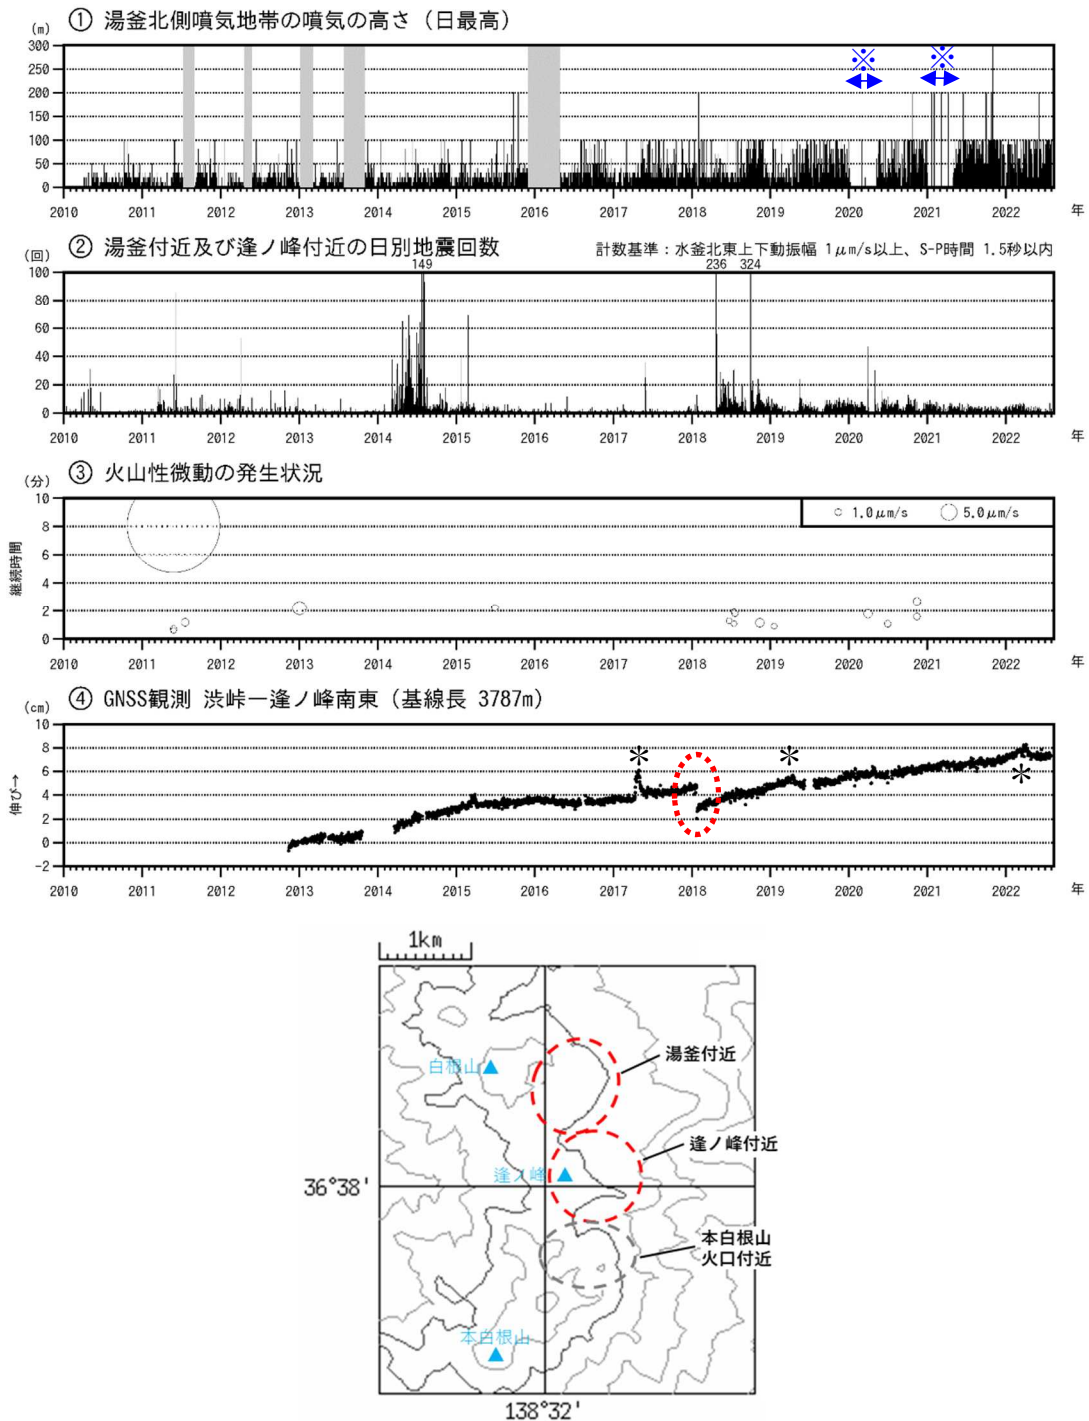 ① 湯釜北側噴気地帯の噴気の高さ（日最高）
(m)
300
250
200
150
100
50
0
※ ※
2010 2011 2012 2013 2014 2015 2016 2017 2018 2019 2020 2021 2022 年
② 湯釜付近及び逢ノ峰付近の日別地震回数
計数基準：水釜北東上下動振幅 1μm/s以上、S-P時間 1.5秒以内
(回)
149 236 324
100
80
60
40
20
0
2010 2011 2012 2013 2014 2015 2016 2017 2018 2019 2020 2021 2022 年
③ 火山性微動の発生状況
(分)
継続時間
10
8
6
4
2
0
1.0μm/s 5.0μm/s
2010 2011 2012 2013 2014 2015 2016 2017 2018 2019 2020 2021 2022 年
④ GNSS観測 渋峠－逢ノ峰南東（基線長 3787m）
(cm)
伸び→
10
8
6
4
2
0
-2
* * *
2010 2011 2012 2013 2014 2015 2016 2017 2018 2019 2020 2021 2022 年
1km
湯釜付近
白根山
逢ノ峰付近
逢ノ峰
36°38'
本白根山
火口付近
本白根山
138°32'